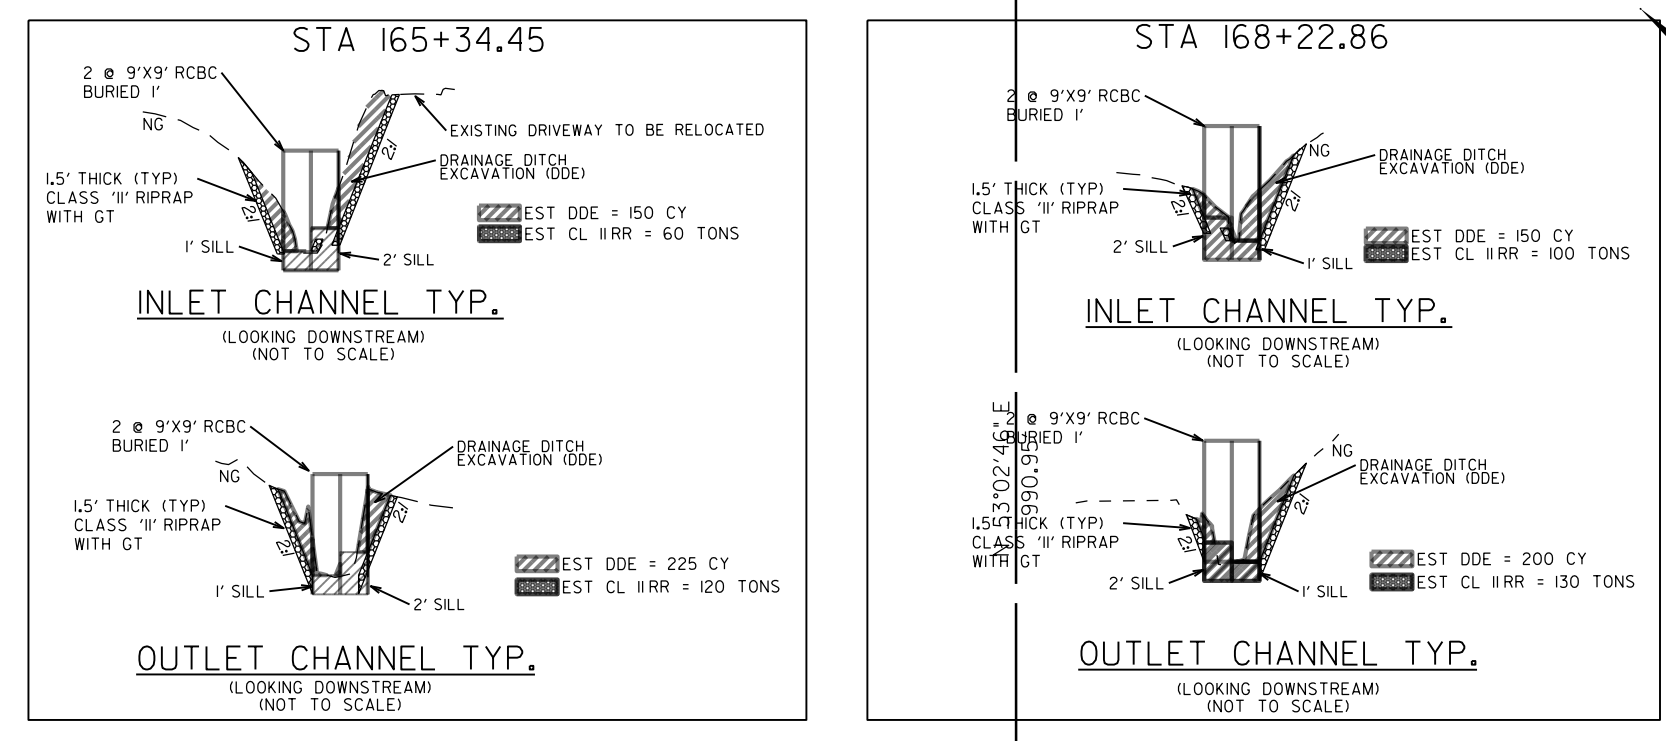 STA 165+34.45
2 @ 9'X9' RCBC
BURIED 1'
NG
EXISTING DRIVEWAY TO BE RELOCATED
2:1
DRAINAGE DITCH
EXCAVATION (DDE)
1.5' THICK (TYP)
CLASS 'II' RIPRAP
WITH GT
2:1
EST DDE = 150 CY
EST CL II RR = 60 TONS
1' SILL
2' SILL
INLET CHANNEL TYP.
(LOOKING DOWNSTREAM)
(NOT TO SCALE)
2 @ 9'X9' RCBC
BURIED 1'
DRAINAGE DITCH
EXCAVATION (DDE)
NG
1.5' THICK (TYP)
CLASS 'II' RIPRAP
WITH GT
2:1
2:1
EST DDE = 225 CY
EST CL II RR = 120 TONS
1' SILL
2' SILL
OUTLET CHANNEL TYP.
(LOOKING DOWNSTREAM)
(NOT TO SCALE)
STA 168+22.86
2 @ 9'X9' RCBC
BURIED 1'
NG
DRAINAGE DITCH
EXCAVATION (DDE)
1.5' THICK (TYP)
CLASS 'II' RIPRAP
WITH GT
2:1
2:1
2' SILL
1' SILL
EST DDE = 150 CY
EST CL II RR = 100 TONS
INLET CHANNEL TYP.
(LOOKING DOWNSTREAM)
(NOT TO SCALE)
N 53°02'46" E
990.95'
2 @ 9'X9' RCBC
BURIED 1'
NG
DRAINAGE DITCH
EXCAVATION (DDE)
1.5' THICK (TYP)
CLASS 'II' RIPRAP
WITH GT
2:1
2:1
2' SILL
1' SILL
EST DDE = 200 CY
EST CL II RR = 130 TONS
OUTLET CHANNEL TYP.
(LOOKING DOWNSTREAM)
(NOT TO SCALE)